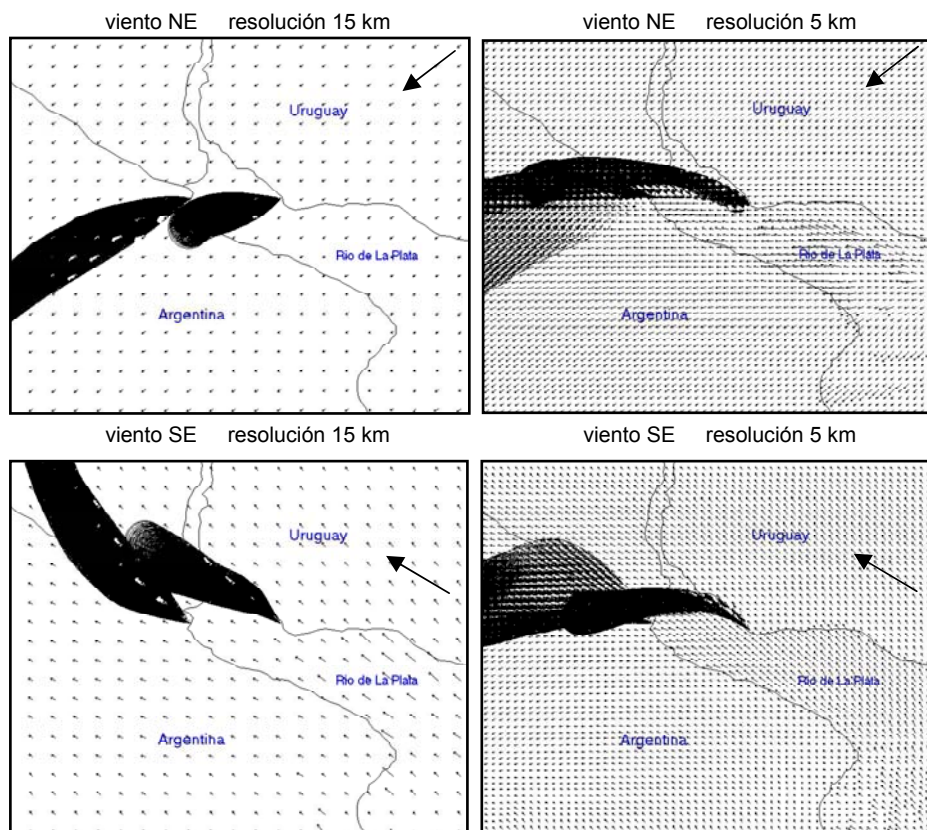 viento NE resolución 15 km
viento NE resolución 5 km
Uruguay
Rio de La Plata
Argentina
Uruguay
Rio de La Plata
Argentina
viento SE resolución 15 km
viento SE resolución 5 km
Uruguay
Rio de La Plata
Argentina
Uruguay
Rio de La Plata
Argentina